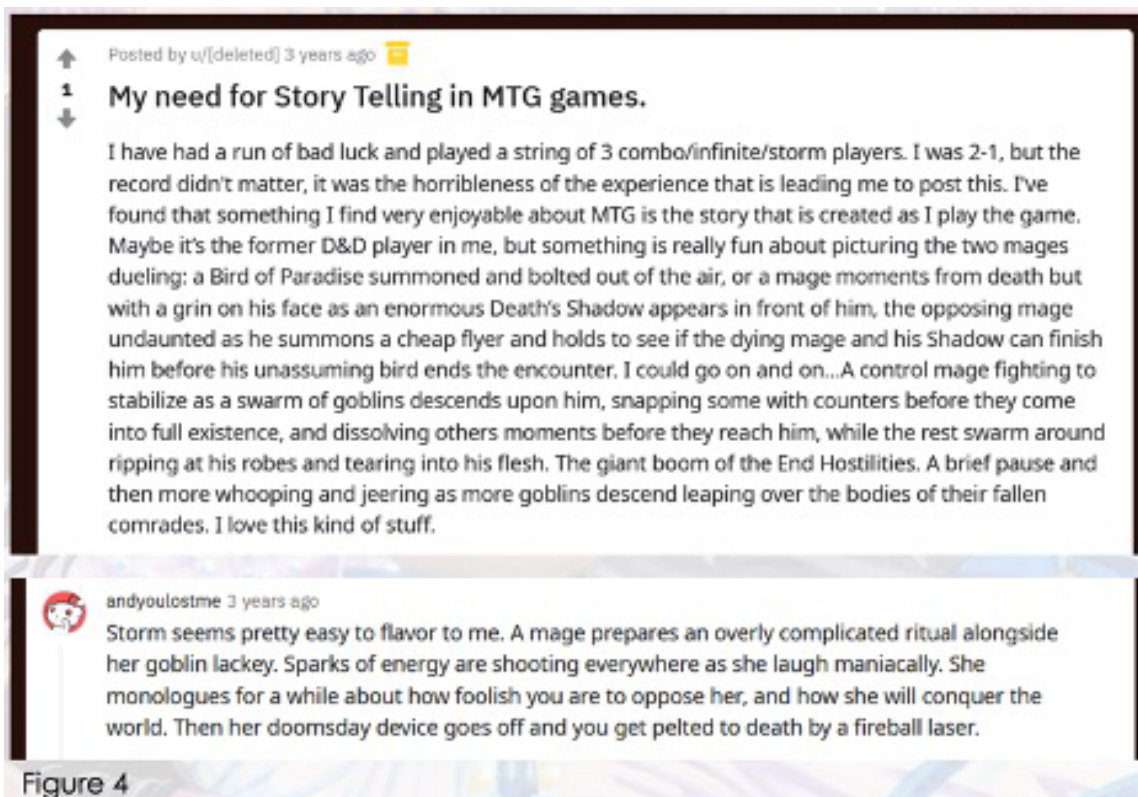 Posted by u/[deleted] 3 years ago
1
My need for Story Telling in MTG games.
I have had a run of bad luck and played a string of 3 combo/infinite/storm players. I was 2-1, but the
record didn't matter, it was the horribleness of the experience that is leading me to post this. I've
found that something I find very enjoyable about MTG is the story that is created as I play the game.
Maybe it's the former D&D player in me, but something is really fun about picturing the two mages
dueling: a Bird of Paradise summoned and bolted out of the air, or a mage moments from death but
with a grin on his face as an enormous Death's Shadow appears in front of him, the opposing mage
undaunted as he summons a cheap flyer and holds to see if the dying mage and his Shadow can finish
him before his unassuming bird ends the encounter. I could go on and on...A control mage fighting to
stabilize as a swarm of goblins descends upon him, snapping some with counters before they come
into full existence, and dissolving others moments before they reach him, while the rest swarm around
ripping at his robes and tearing into his flesh. The giant boom of the End Hostilities. A brief pause and
then more whooping and jeering as more goblins descend leaping over the bodies of their fallen
comrades. I love this kind of stuff.
andyoulostme 3 years ago
Storm seems pretty easy to flavor to me. A mage prepares an overly complicated ritual alongside
her goblin lackey. Sparks of energy are shooting everywhere as she laugh maniacally. She
monologues for a while about how foolish you are to oppose her, and how she will conquer the
world. Then her doomsday device goes off and you get pelted to death by a fireball laser.
Figure 4